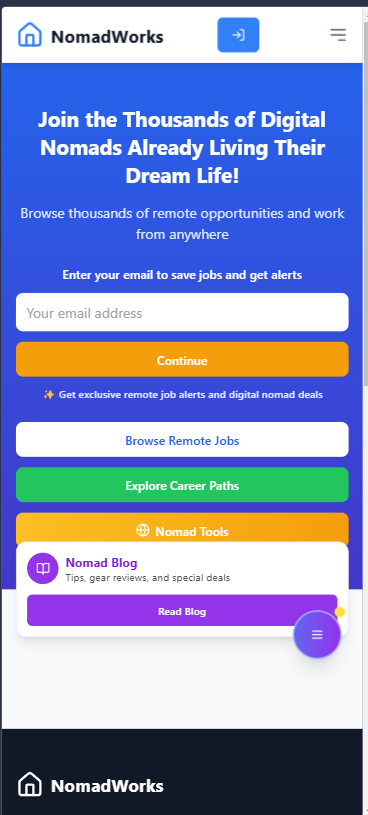 NomadWorks
Join the Thousands of Digital
Nomads Already Living Their
Dream Life!
Browse thousands of remote opportunities and work
from anywhere
Enter your email to save jobs and get alerts
Your email address
Continue
✨ Get exclusive remote job alerts and digital nomad deals
Browse Remote Jobs
Explore Career Paths
Nomad Tools
Nomad Blog
Tips, gear reviews, and special deals
Read Blog
NomadWorks